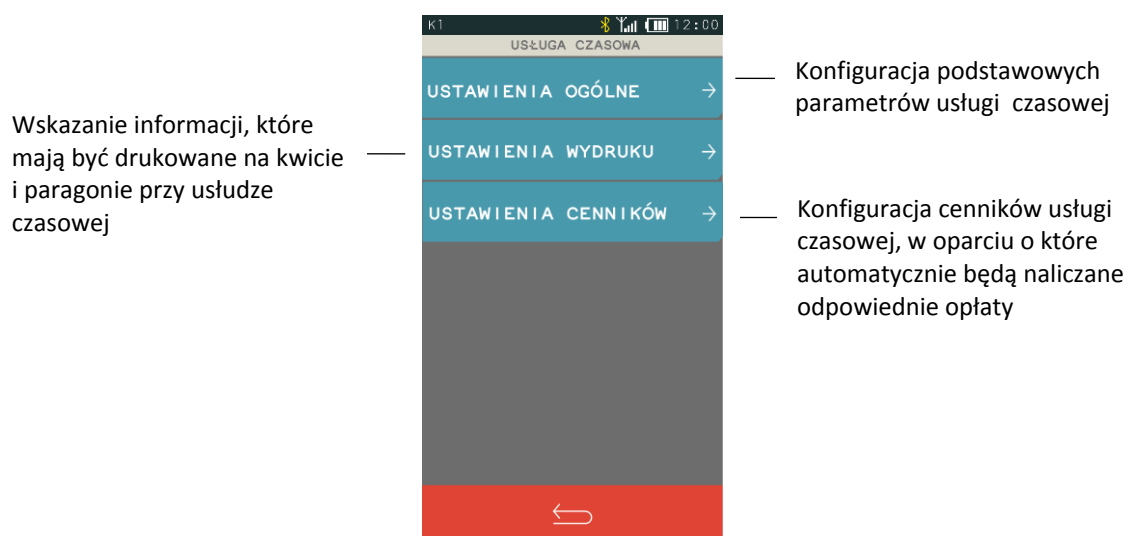 K1 12:00
USŁUGA CZASOWA
USTAWIENIA OGÓLNE
USTAWIENIA WYDRUKU
USTAWIENIA CENNIKÓW
Wskazanie informacji, które
mają być drukowane na kwicie
i paragonie przy usłudze
czasowej
Konfiguracja podstawowych
parametrów usługi czasowej
Konfiguracja cenników usługi
czasowej, w oparciu o które
automatycznie będą naliczane
odpowiednie opłaty